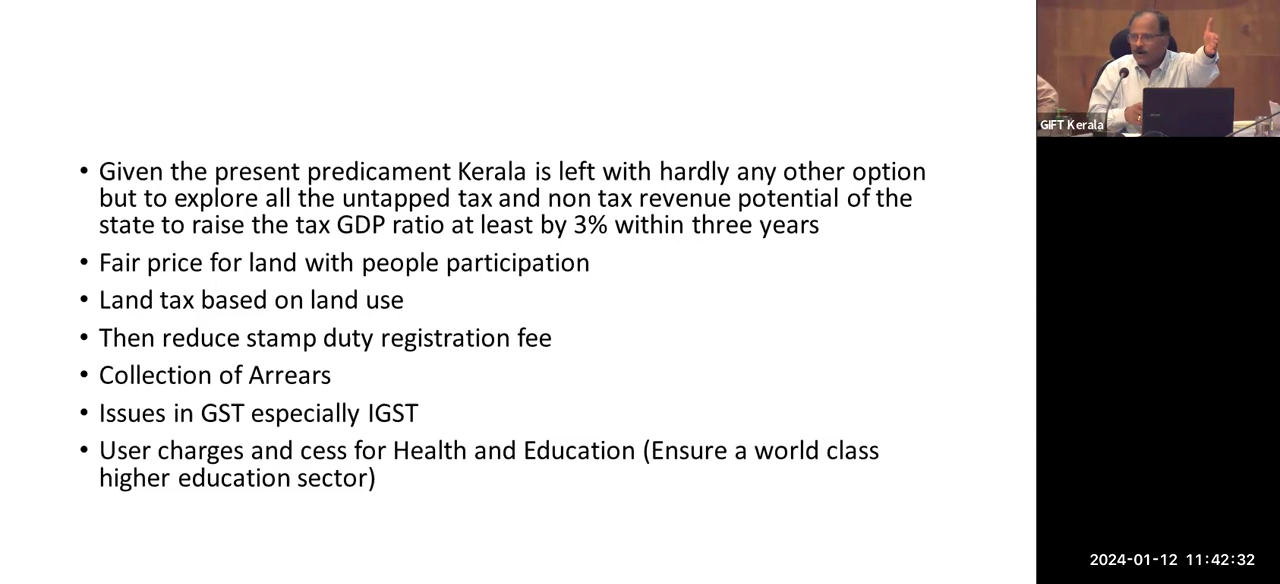 • Given the present predicament Kerala is left with hardly any other option
but to explore all the untapped tax and non tax revenue potential of the
state to raise the tax GDP ratio at least by 3% within three years
• Fair price for land with people participation
• Land tax based on land use
• Then reduce stamp duty registration fee
• Collection of Arrears
• Issues in GST especially IGST
• User charges and cess for Health and Education (Ensure a world class
higher education sector)
GIFT Kerala
2024-01-12 11:42:32